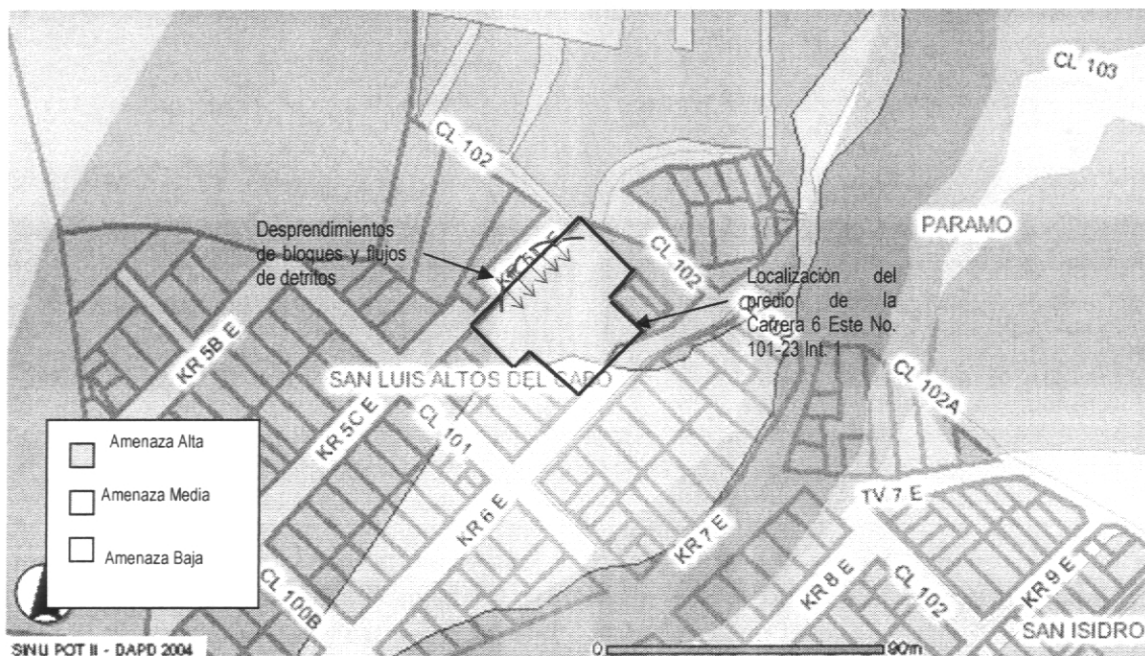 CL 103
CL 102
PARAMO
Desprendimientos
de bloques y flujos
de detritos
CL 102
Localización del
predio de la
Carrera 6 Este No.
101-23 Int. 1
KR 5B E
SAN LUIS ALTOS DEL CABO
CL 102A
KR 5C E
CL 101
Amenaza Alta
Amenaza Media
Amenaza Baja
KR 6 E
TV 7 E
KR 7 E
KR 8 E
CL 102
KR 9 E
CL 100B
SAN ISIDRO
SINU POT II - DAPD 2004
0 90m